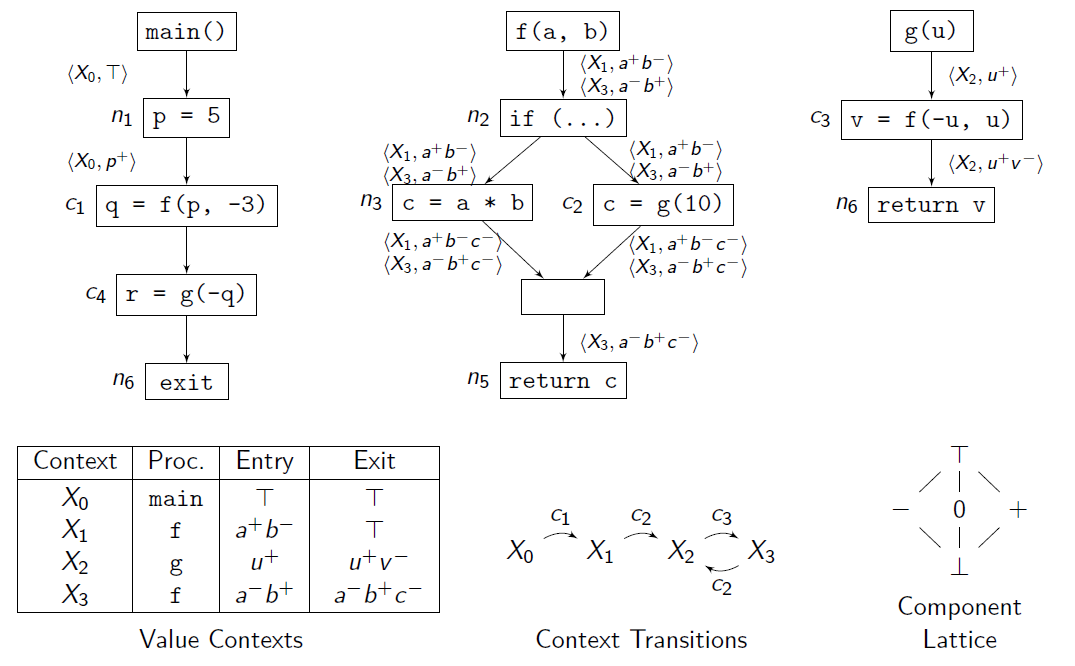 main()
⟨X₀, ⊤⟩
n₁ p = 5
⟨X₀, p⁺⟩
c₁ q = f(p, -3)
c₄ r = g(-q)
n₆ exit
f(a, b)
⟨X₁, a⁺b⁻⟩
⟨X₃, a⁻b⁺⟩
n₂ if (...)
⟨X₁, a⁺b⁻⟩
⟨X₃, a⁻b⁺⟩
⟨X₁, a⁺b⁻⟩
⟨X₃, a⁻b⁺⟩
n₃ c = a * b
c₂ c = g(10)
⟨X₁, a⁺b⁻c⁻⟩
⟨X₃, a⁻b⁺c⁻⟩
⟨X₁, a⁺b⁻c⁻⟩
⟨X₃, a⁻b⁺c⁻⟩
⟨X₃, a⁻b⁺c⁻⟩
n₅ return c
g(u)
⟨X₂, u⁺⟩
c₃ v = f(-u, u)
⟨X₂, u⁺v⁻⟩
n₆ return v
Context Proc. Entry Exit
X₀ main ⊤ ⊤
X₁ f a⁺b⁻ ⊤
X₂ g u⁺ u⁺v⁻
X₃ f a⁻b⁺ a⁻b⁺c⁻
Value Contexts
c₁ c₂ c₃
X₀ X₁ X₂ X₃
c₂
Context Transitions
⊤
− 0 +
⊥
Component
Lattice